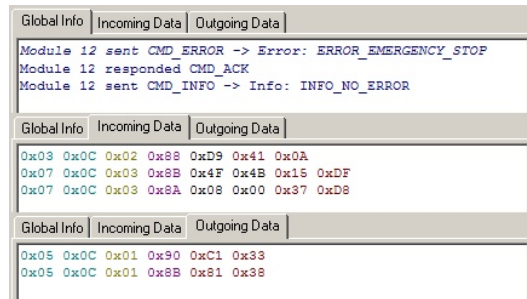 Global Info Incoming Data Outgoing Data
Module 12 sent CMD_ERROR -> Error: ERROR_EMERGENCY_STOP
Module 12 responded CMD_ACK
Module 12 sent CMD_INFO -> Info: INFO_NO_ERROR
Global Info Incoming Data Outgoing Data
0x03 0x0C 0x02 0x88 0xD9 0x41 0x0A
0x07 0x0C 0x03 0x8B 0x4F 0x4B 0x15 0xDF
0x07 0x0C 0x03 0x8A 0x08 0x00 0x37 0xD8
Global Info Incoming Data Outgoing Data
0x05 0x0C 0x01 0x90 0xC1 0x33
0x05 0x0C 0x01 0x8B 0x81 0x38